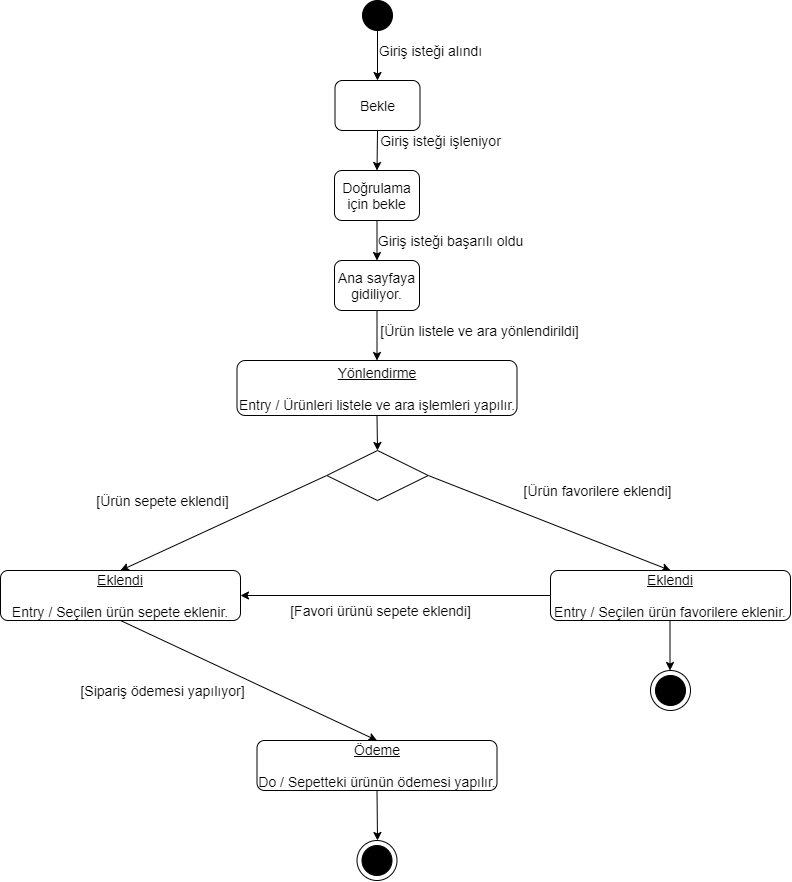 Giriş isteği alındı
Bekle
Giriş isteği işleniyor
Doğrulama
için bekle
Giriş isteği başarılı oldu
Ana sayfaya
gidiliyor.
[Ürün listele ve ara yönlendirildi]
Yönlendirme
Entry / Ürünleri listele ve ara işlemleri yapılır.
[Ürün sepete eklendi]
[Ürün favorilere eklendi]
Eklendi
Entry / Seçilen ürün sepete eklenir.
[Favori ürünü sepete eklendi]
Eklendi
Entry / Seçilen ürün favorilere eklenir.
[Sipariş ödemesi yapılıyor]
Ödeme
Do / Sepetteki ürünün ödemesi yapılır.